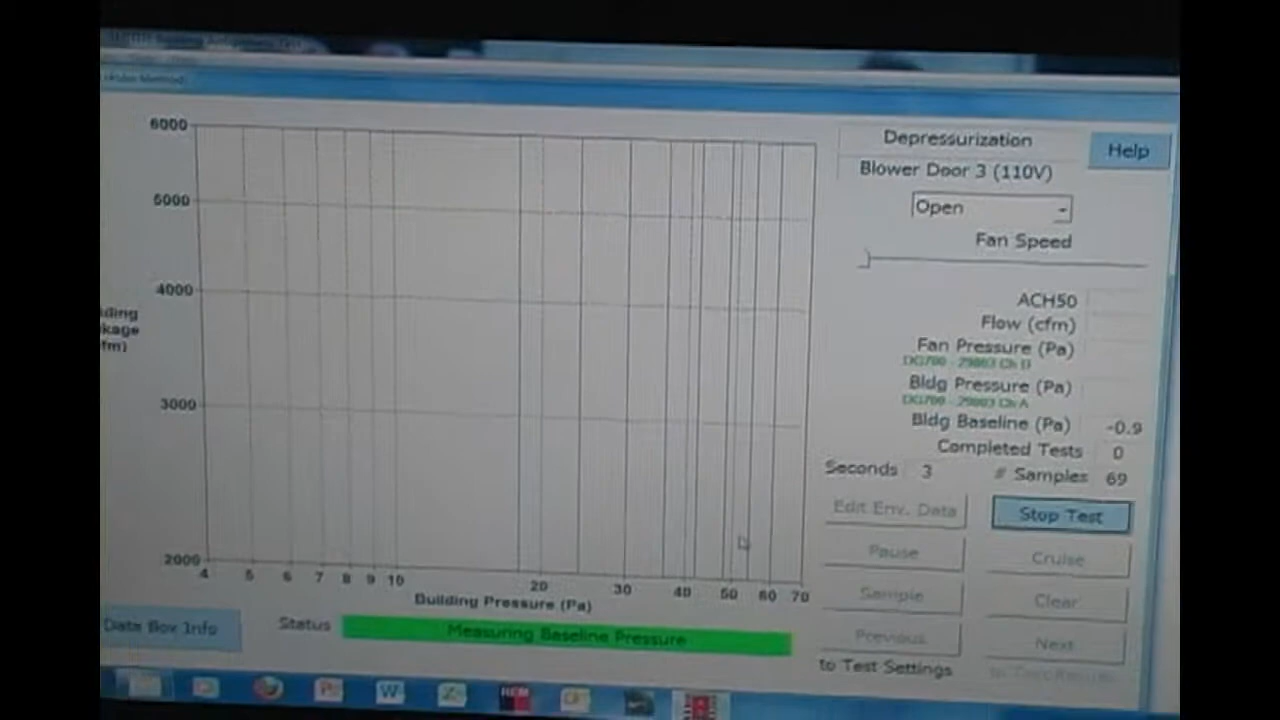 6000
5000
4000
3000
2000
4 5 6 7 8 9 10 20 30 40 50 60 70
Building Pressure (Pa)
Depressurization
Help
Blower Door 3 (110V)
Open
Fan Speed
ACH50
Flow (cfm)
Fan Pressure (Pa)
Bldg Pressure (Pa)
Bldg Baseline (Pa) -0.9
Completed Tests 0
Seconds 3 # Samples 69
Edit Env. Data Stop Test
Pause Cruise
Sample Clear
Previous Next
to Test Settings
Date Box Info
Status Measuring Baseline Pressure
REM